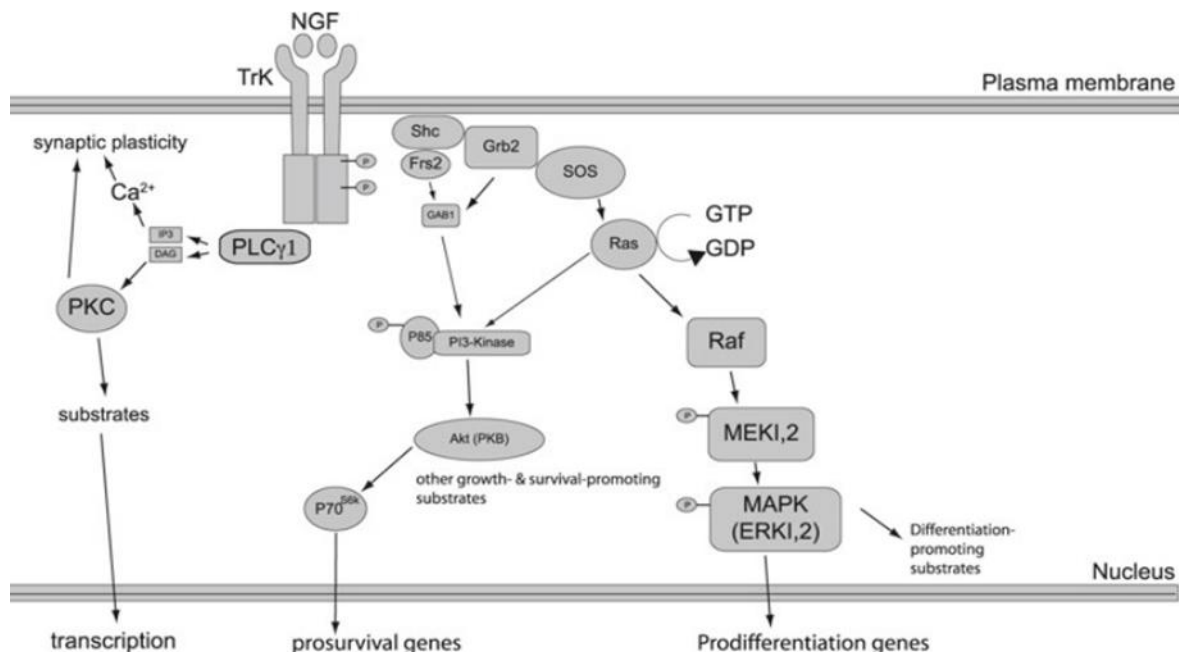 NGF
TrK
Plasma membrane
synaptic plasticity
Shc
Grb2
Frs2
SOS
P
P
Ca²⁺
GAB1
GTP
IP3
DAG
PLCγ1
Ras
GDP
PKC
P
P85
PI3-Kinase
Raf
substrates
P
MEKI,2
Akt (PKB)
other growth- & survival-promoting
substrates
P70 S6k
P
MAPK
(ERKI,2)
Differentiation-
promoting
substrates
Nucleus
transcription
prosurvival genes
Prodifferentiation genes